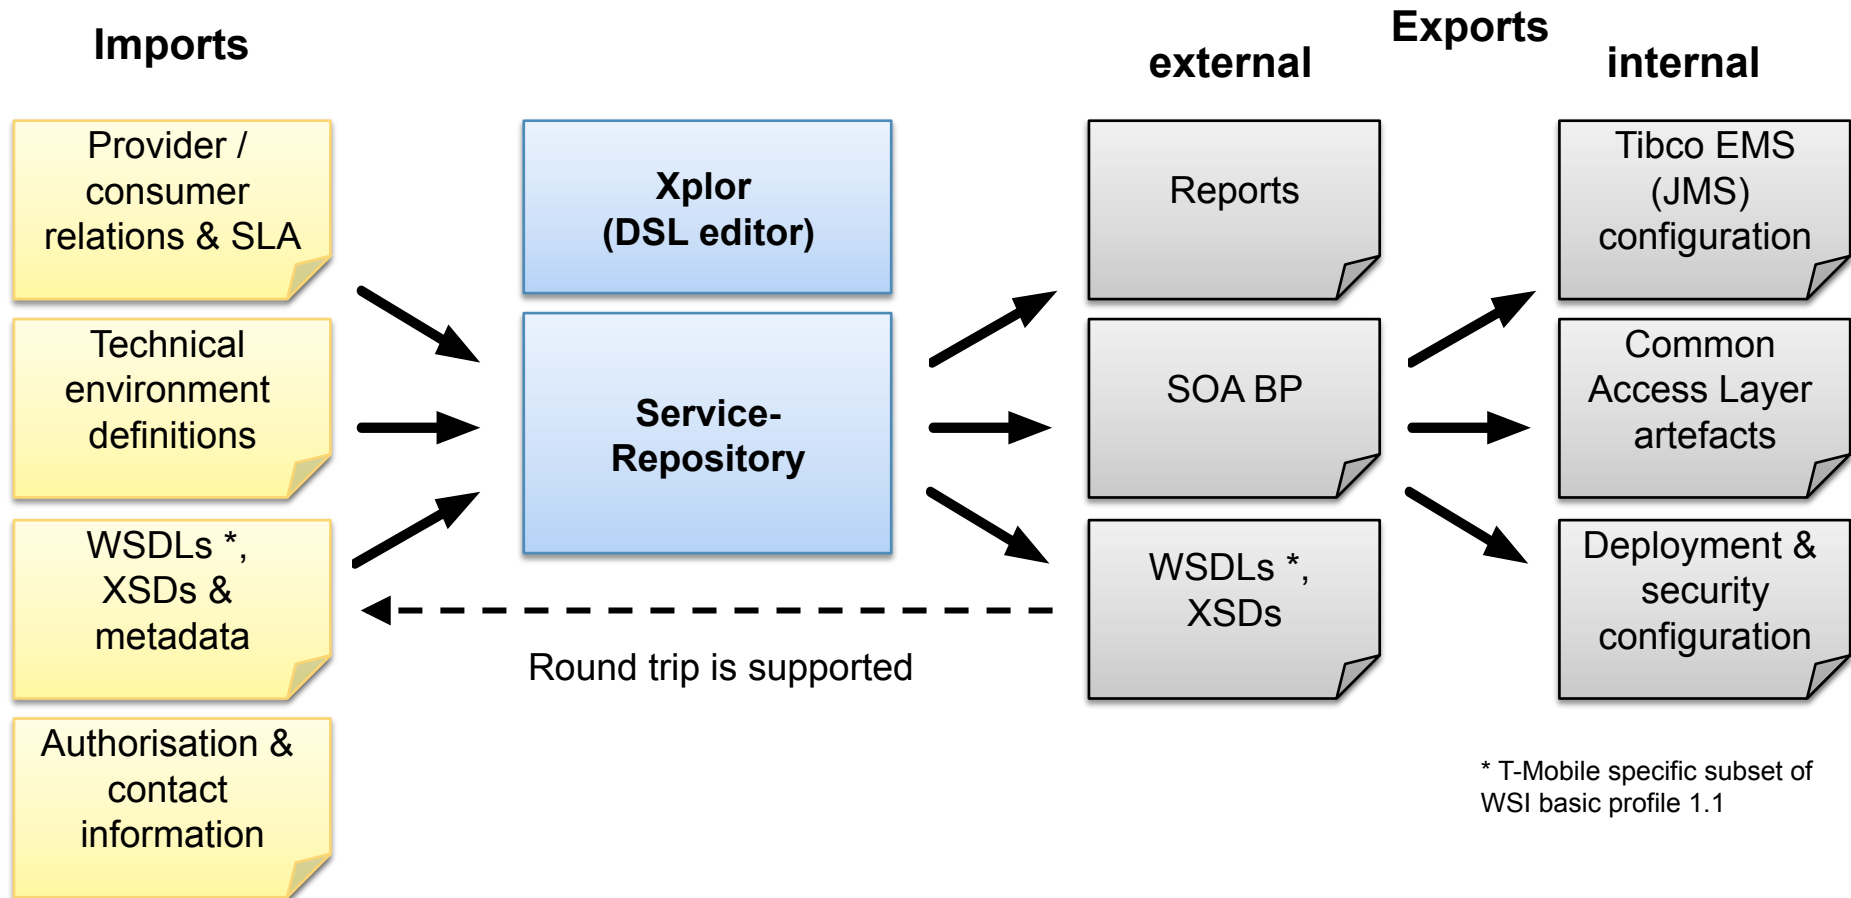 Imports
Exports
external
internal
Provider /
consumer
relations & SLA
Technical
environment
definitions
WSDLs *,
XSDs &
metadata
Authorisation &
contact
information
Xplor
(DSL editor)
Service-
Repository
Round trip is supported
Reports
SOA BP
WSDLs *,
XSDs
Tibco EMS
(JMS)
configuration
Common
Access Layer
artefacts
Deployment &
security
configuration
* T-Mobile specific subset of
WSI basic profile 1.1